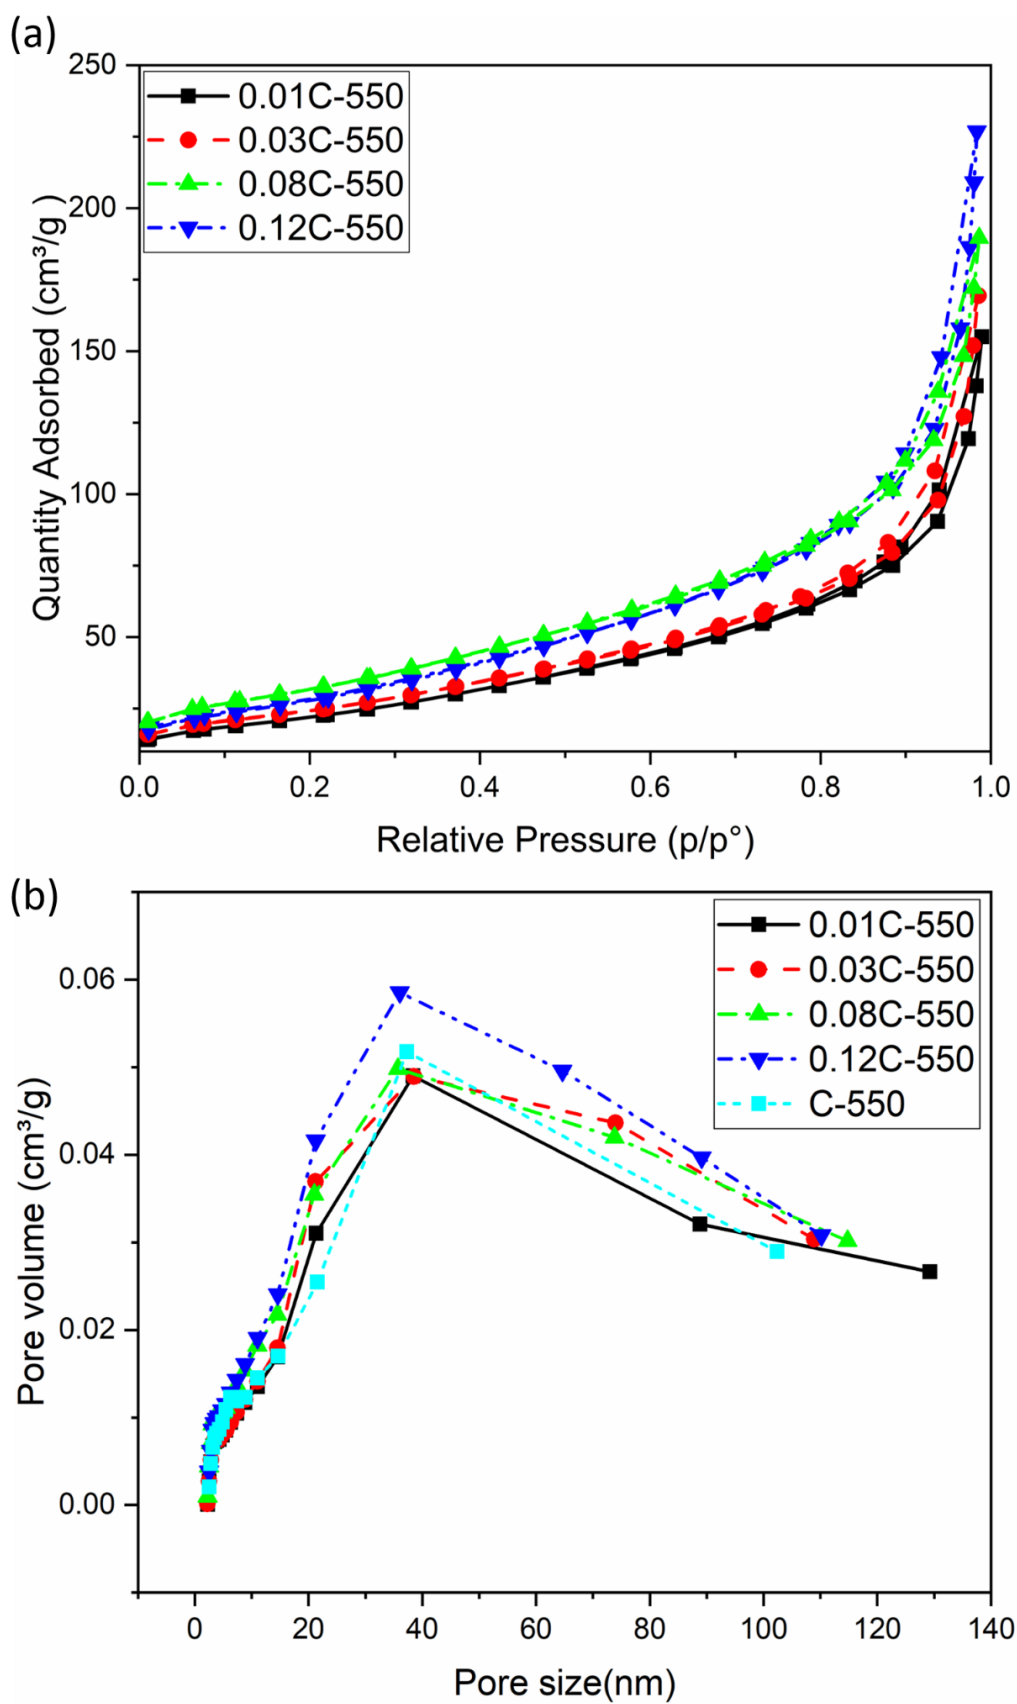 (a)
250
200
150
100
50
Quantity Adsorbed (cm³/g )
0.01C-550
0.03C-550
0.08C-550
0.12C-550
0.0 0.2 0.4 0.6 0.8 1.0
Relative Pressure (p/p°)
(b)
0.06
0.04
0.02
0.00
Pore volume (cm³/g)
0.01C-550
0.03C-550
0.08C-550
0.12C-550
C-550
0 20 40 60 80 100 120 140
Pore size(nm)